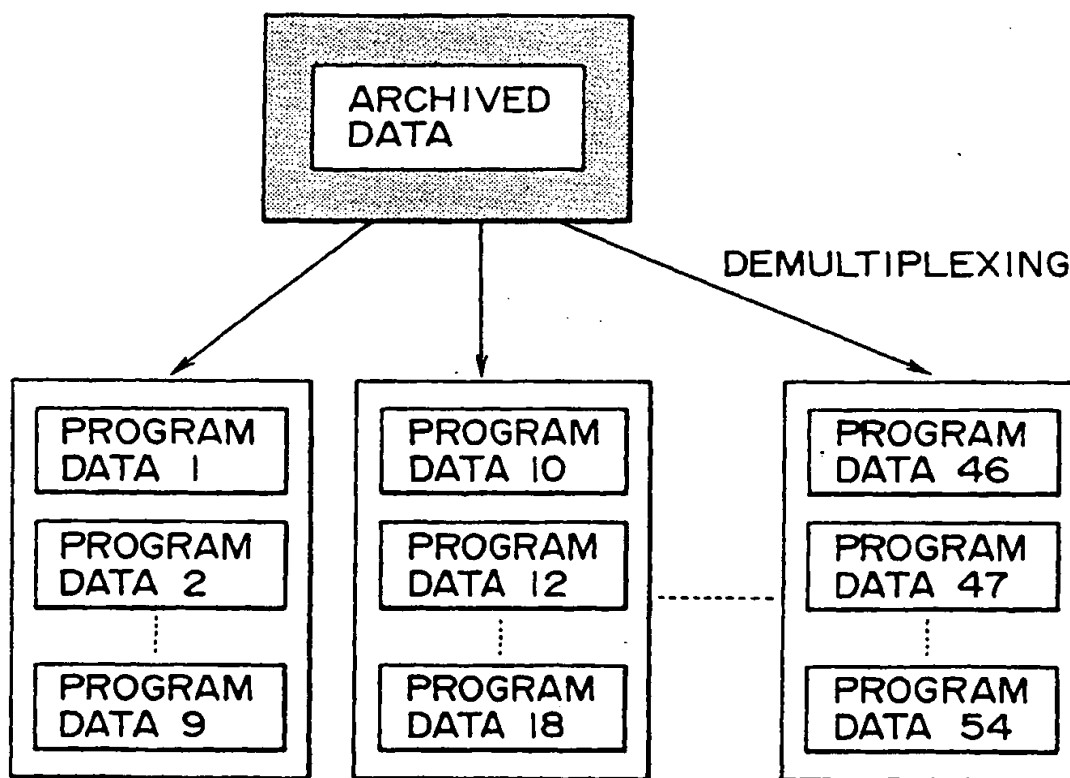 ARCHIVED
DATA
DEMULTIPLEXING
PROGRAM
DATA 1
PROGRAM
DATA 2
PROGRAM
DATA 9
PROGRAM
DATA 10
PROGRAM
DATA 12
PROGRAM
DATA 18
PROGRAM
DATA 46
PROGRAM
DATA 47
PROGRAM
DATA 54